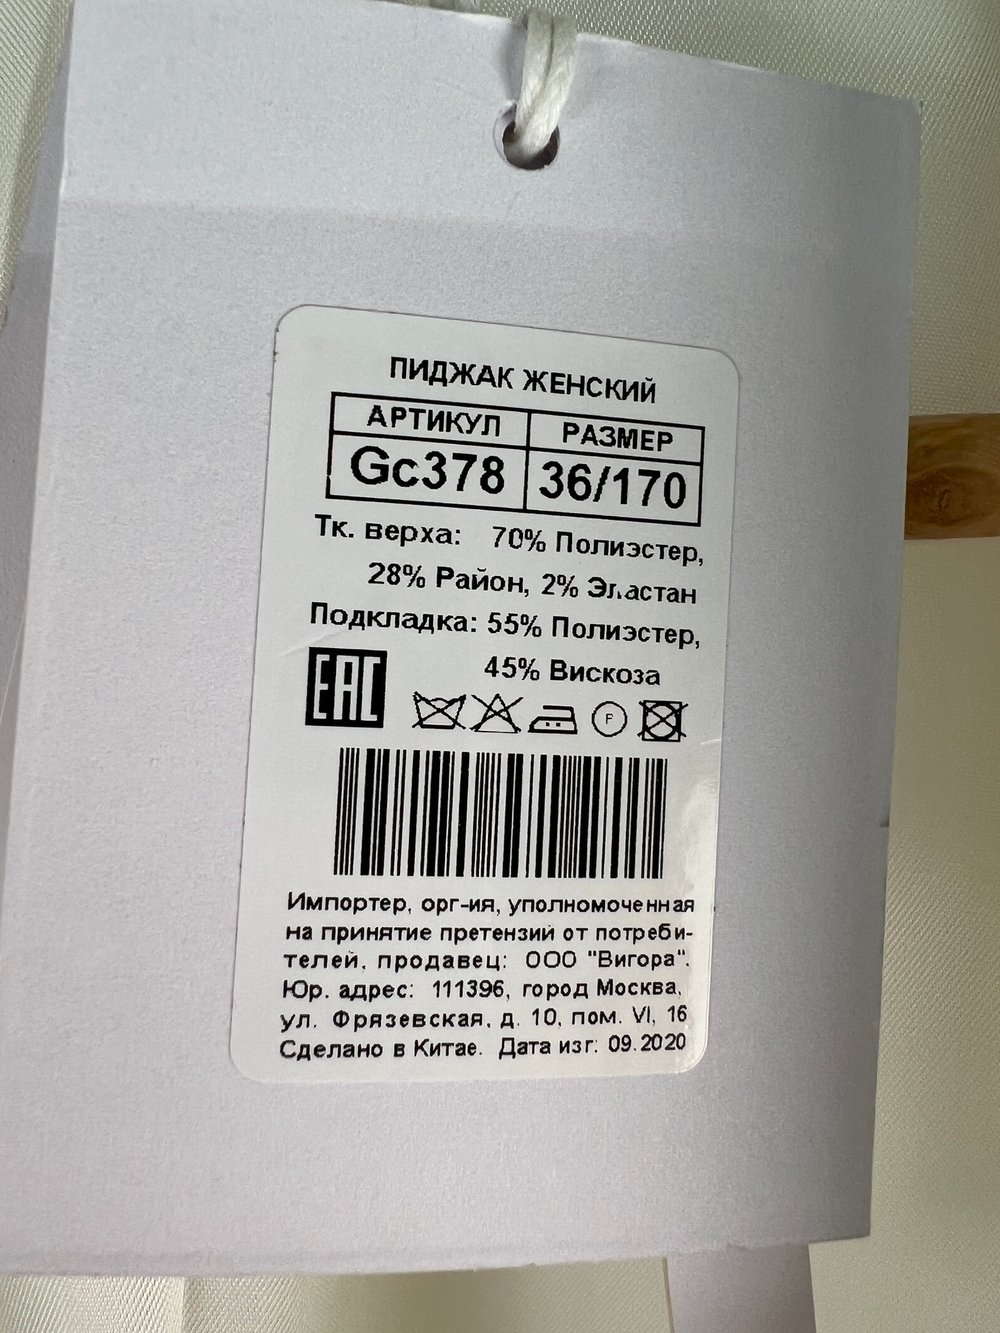 ПИДЖАК ЖЕНСКИЙ
АРТИКУЛ РАЗМЕР
Gc378 36/170
Тк. верха: 70% Полиэстер,
28% Район, 2% Эластан
Подкладка: 55% Полиэстер,
45% Вискоза
EAC
P
Импортер, орг-ия, уполномоченная
на принятие претензий от потреби-
телей, продавец: ООО "Вигора".
Юр. адрес: 111396, город Москва,
ул. Фрязевская, д. 10, пом. VI, 16
Сделано в Китае. Дата изг: 09.2020